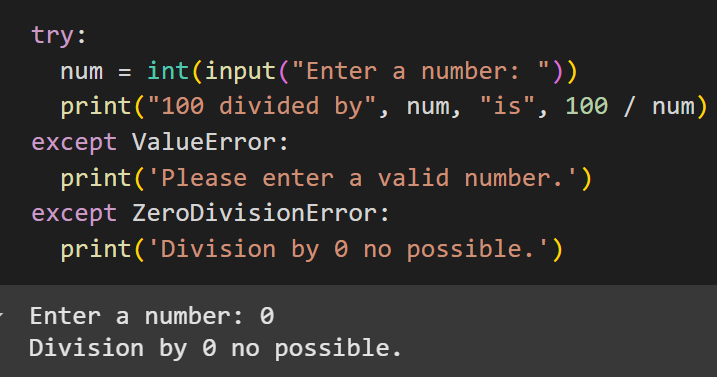 try:
  num = int(input("Enter a number: "))
  print("100 divided by", num, "is", 100 / num)
except ValueError:
  print('Please enter a valid number.')
except ZeroDivisionError:
  print('Division by 0 no possible.')
Enter a number: 0
Division by 0 no possible.